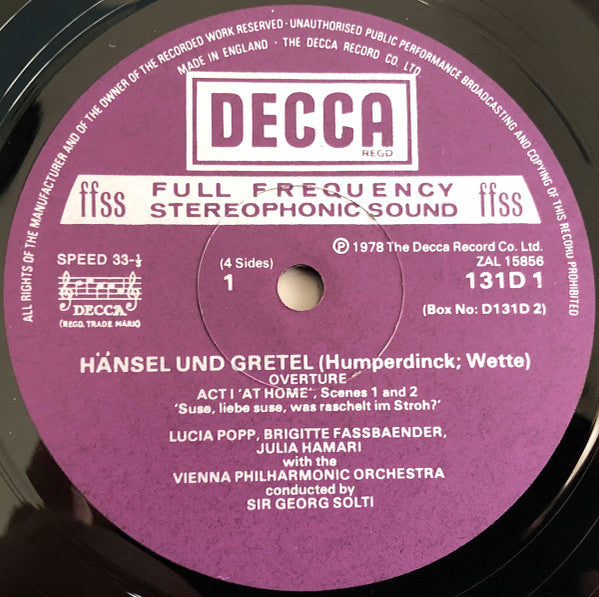 ALL RIGHTS OF THE MANUFACTURER AND OF THE OWNER OF THE RECORDED WORK RESERVED · UNAUTHORISED PUBLIC PERFORMANCE BROADCASTING AND COPYING OF THIS RECORD PROHIBITED
MADE IN ENGLAND · THE DECCA RECORD CO. LTD.
DECCA
REGD
ffss FULL FREQUENCY STEREOPHONIC SOUND ffss
SPEED 33-⅓
DECCA
(REGD. TRADE MARK)
(4 Sides)
1
Ⓟ 1978 The Decca Record Co. Ltd.
ZAL 15856
131D 1
(Box No: D131D 2)
HÄNSEL UND GRETEL (Humperdinck; Wette)
OVERTURE
ACT I 'AT HOME', Scenes 1 and 2
'Suse, liebe suse, was raschelt im Stroh?'
LUCIA POPP, BRIGITTE FASSBAENDER,
JULIA HAMARI
with the
VIENNA PHILHARMONIC ORCHESTRA
conducted by
SIR GEORG SOLTI